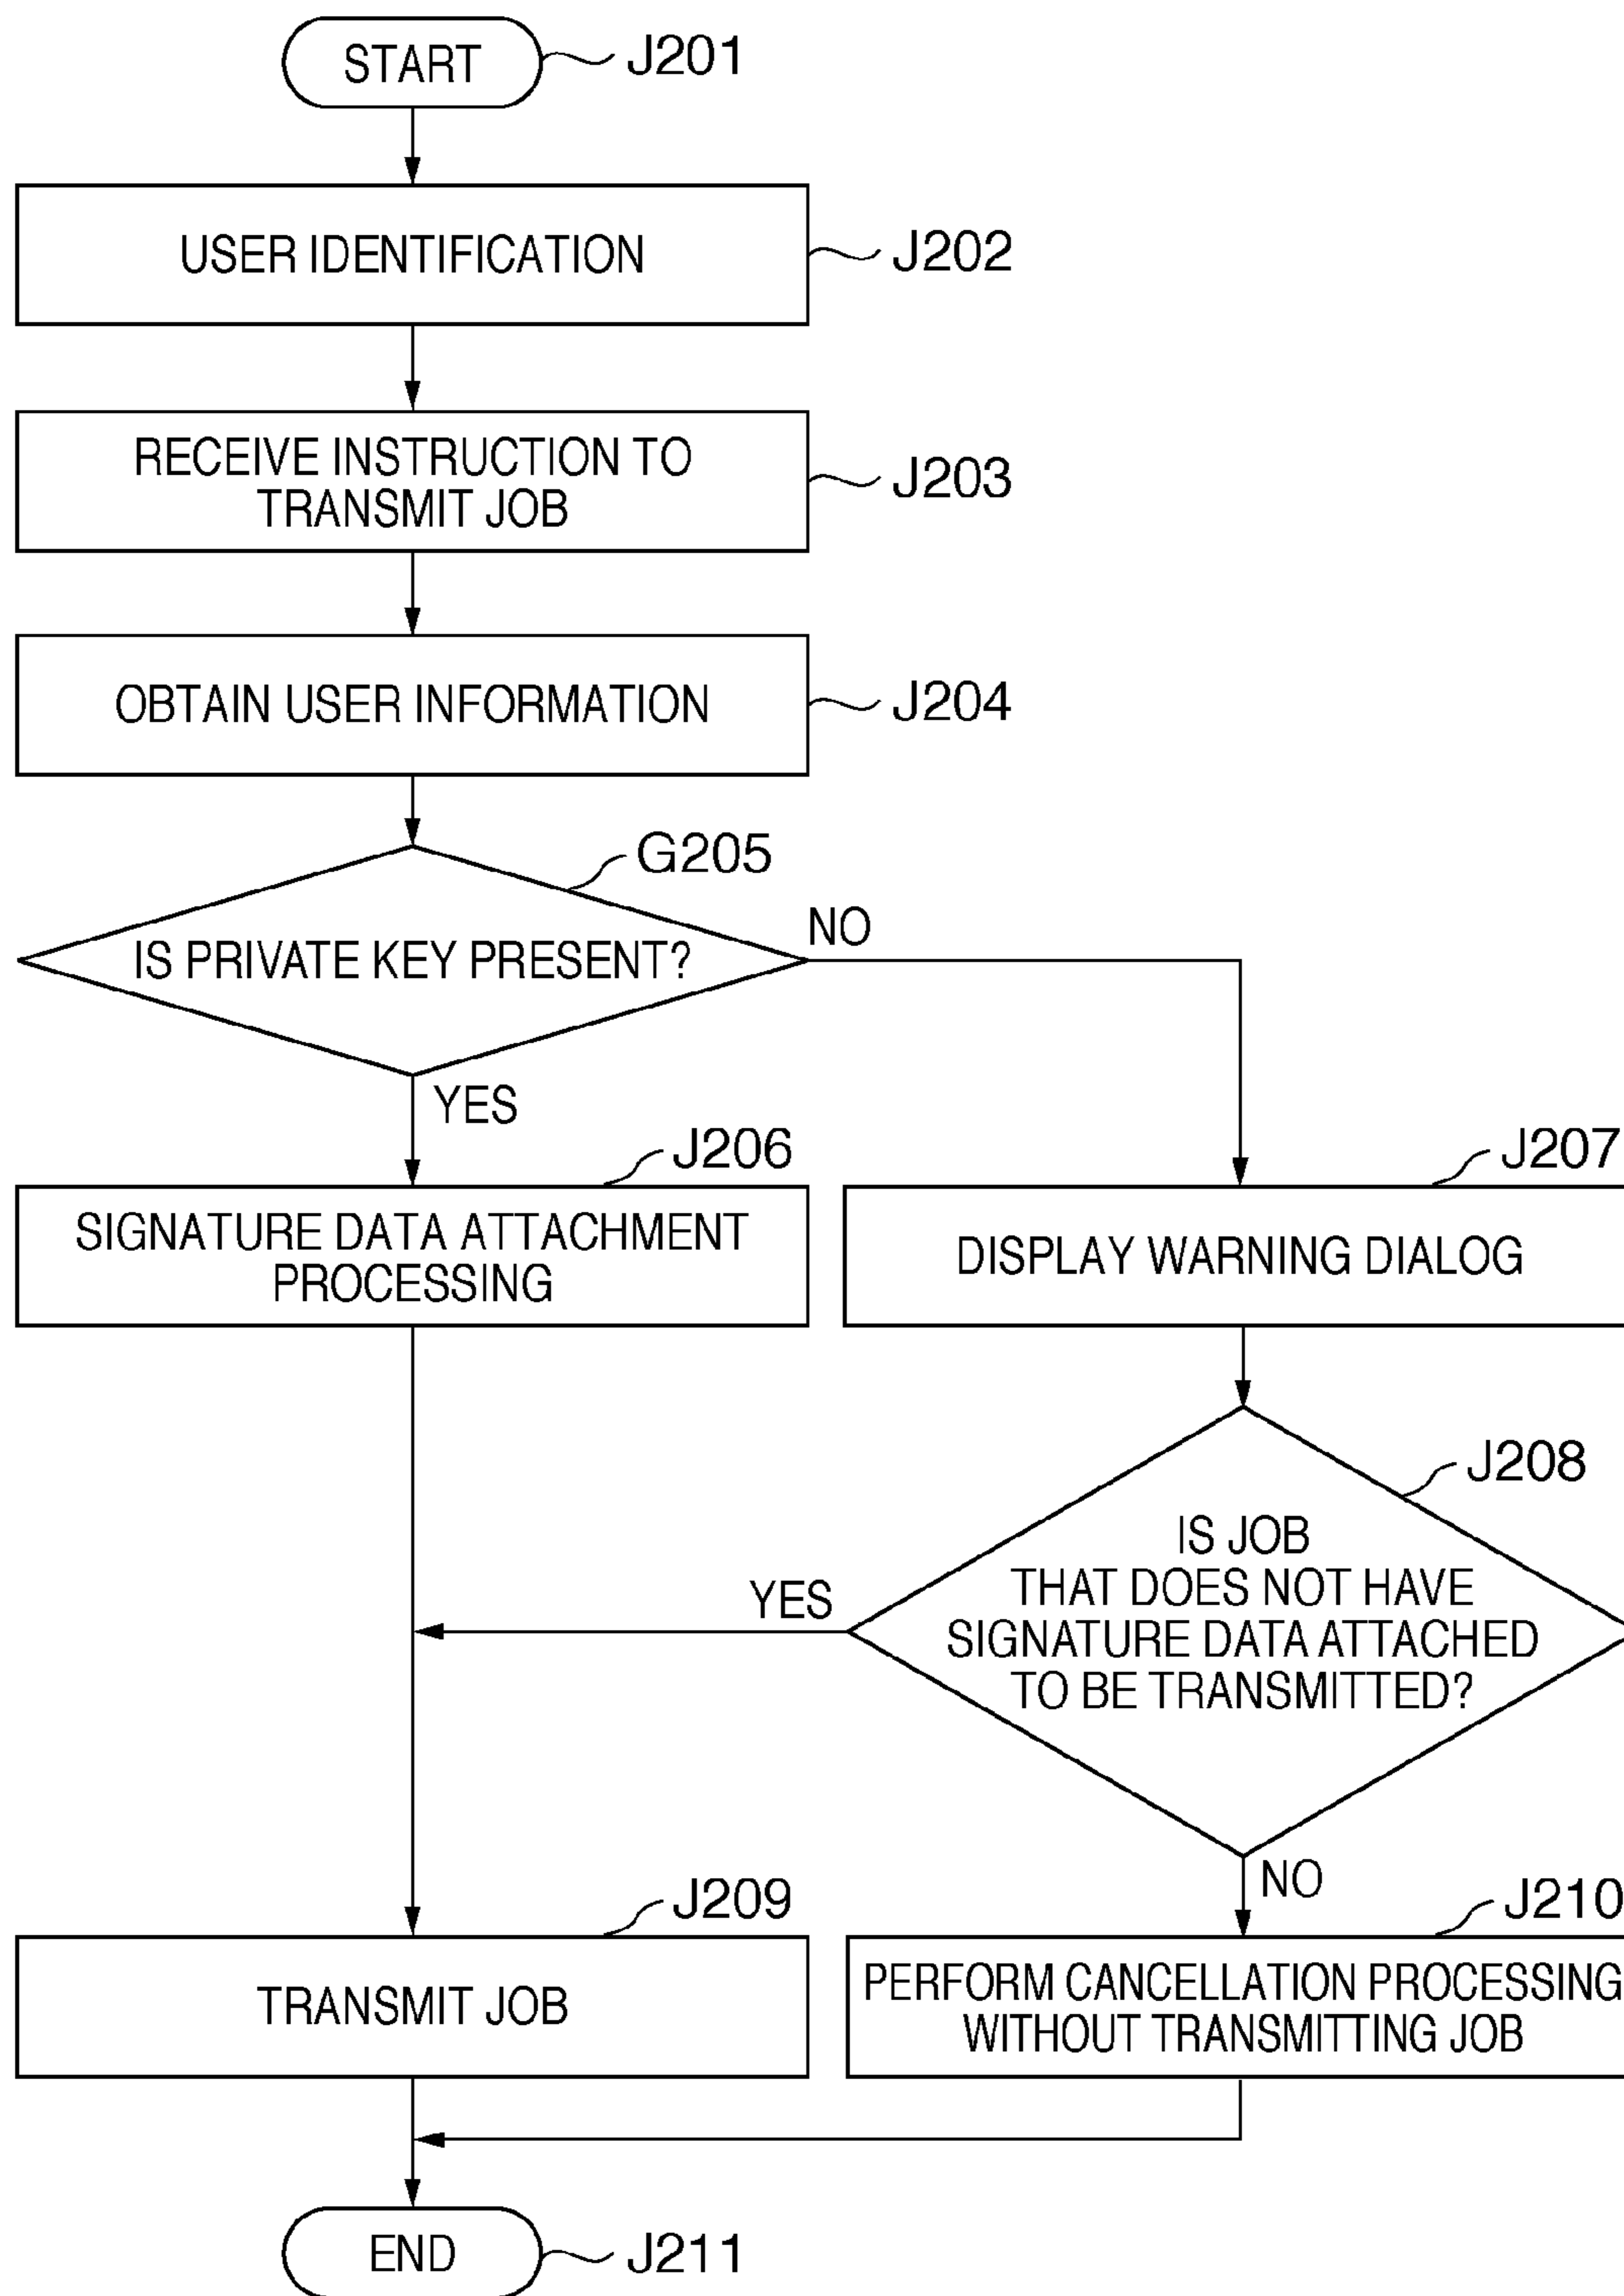 START
J201
USER IDENTIFICATION
J202
RECEIVE INSTRUCTION TO
TRANSMIT JOB
J203
OBTAIN USER INFORMATION
J204
G205
IS PRIVATE KEY PRESENT?
NO
YES
J206
SIGNATURE DATA ATTACHMENT
PROCESSING
J207
DISPLAY WARNING DIALOG
J208
IS JOB
THAT DOES NOT HAVE
SIGNATURE DATA ATTACHED
TO BE TRANSMITTED?
YES
NO
J209
TRANSMIT JOB
J210
PERFORM CANCELLATION PROCESSING
WITHOUT TRANSMITTING JOB
END
J211